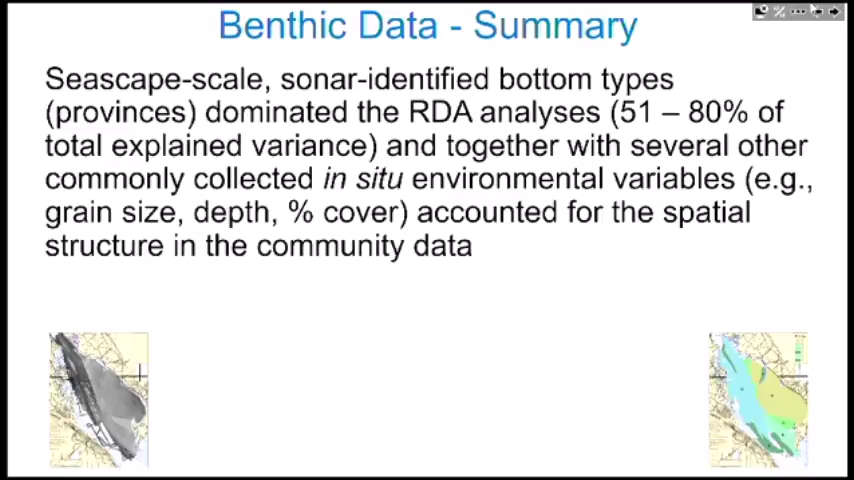 Benthic Data - Summary
Seascape-scale, sonar-identified bottom types
(provinces) dominated the RDA analyses (51 – 80% of
total explained variance) and together with several other
commonly collected in situ environmental variables (e.g.,
grain size, depth, % cover) accounted for the spatial
structure in the community data